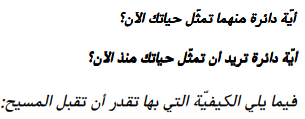 أيّة دائرة منهما تمثّل حياتك الآن؟
أيّة دائرة تريد أن تمثّل حياتك منذ الآن؟
فيما يلي الكيفيّة التي بها تقدر أن تقبل المسيح: